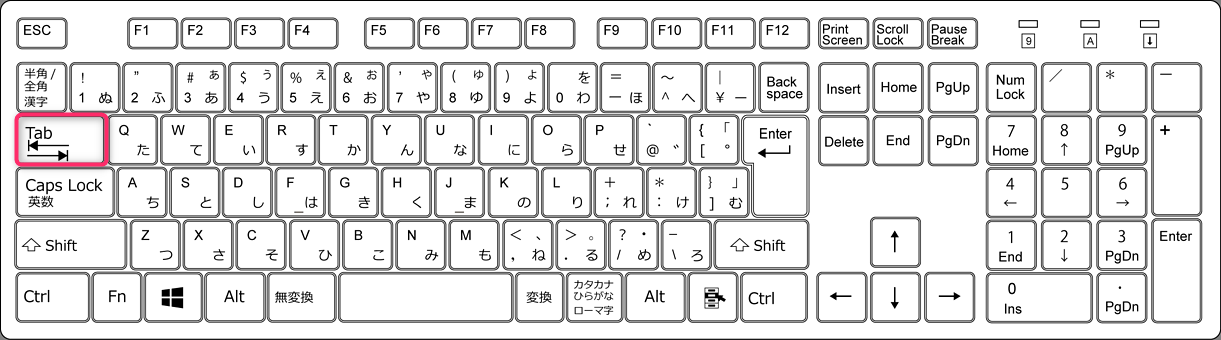 ESC F1 F2 F3 F4 F5 F6 F7 F8 F9 F10 F11 F12 Print Screen Scroll Lock Pause Break 9 A
半角 / 全角 漢字 ! 1 ぬ ” 2 ふ # ぁ 3 あ $ ぅ 4 う % ぇ 5 え & ぉ 6 お ’ ゃ 7 や ( ゅ 8 ゆ ) ょ 9 よ を 0 わ = ー ほ ～ ^ へ | ￥ ー Back space Insert Home PgUp Num Lock ／ * －
Tab Q た W て E い R す T か Y ん U な I に O ら P せ ` @ ゛ { 「 [ ゜ Enter Delete End PgDn 7 Home 8 ↑ 9 PgUp +
Caps Lock 英数 A ち S と D し F _は G き H く J _ま K の L り + ; れ * : け } 」 ] む 4 ← 5 6 →
Shift Z つ X さ C そ V ひ B こ N み M も < 、 , ね > 。 . る ? ・ / め _ \ ろ Shift ↑ 1 End 2 ↓ 3 PgDn Enter
Ctrl Fn Alt 無変換 変換 カタカナ ひらがな ローマ字 Alt Ctrl ← ↓ → 0 Ins . PgDn